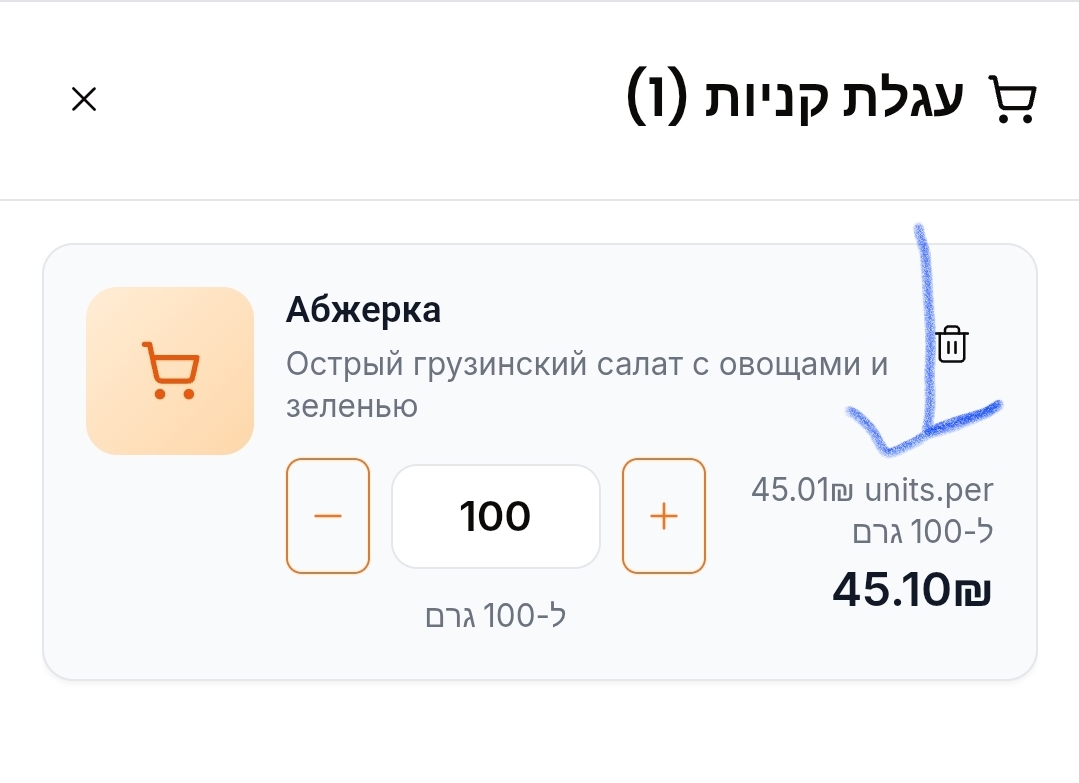 עגלת קניות (1)
Абжерка
Острый грузинский салат с овощами и
зеленью
100
ל-100 גרם
45.01₪ units.per
ל-100 גרם
45.10₪